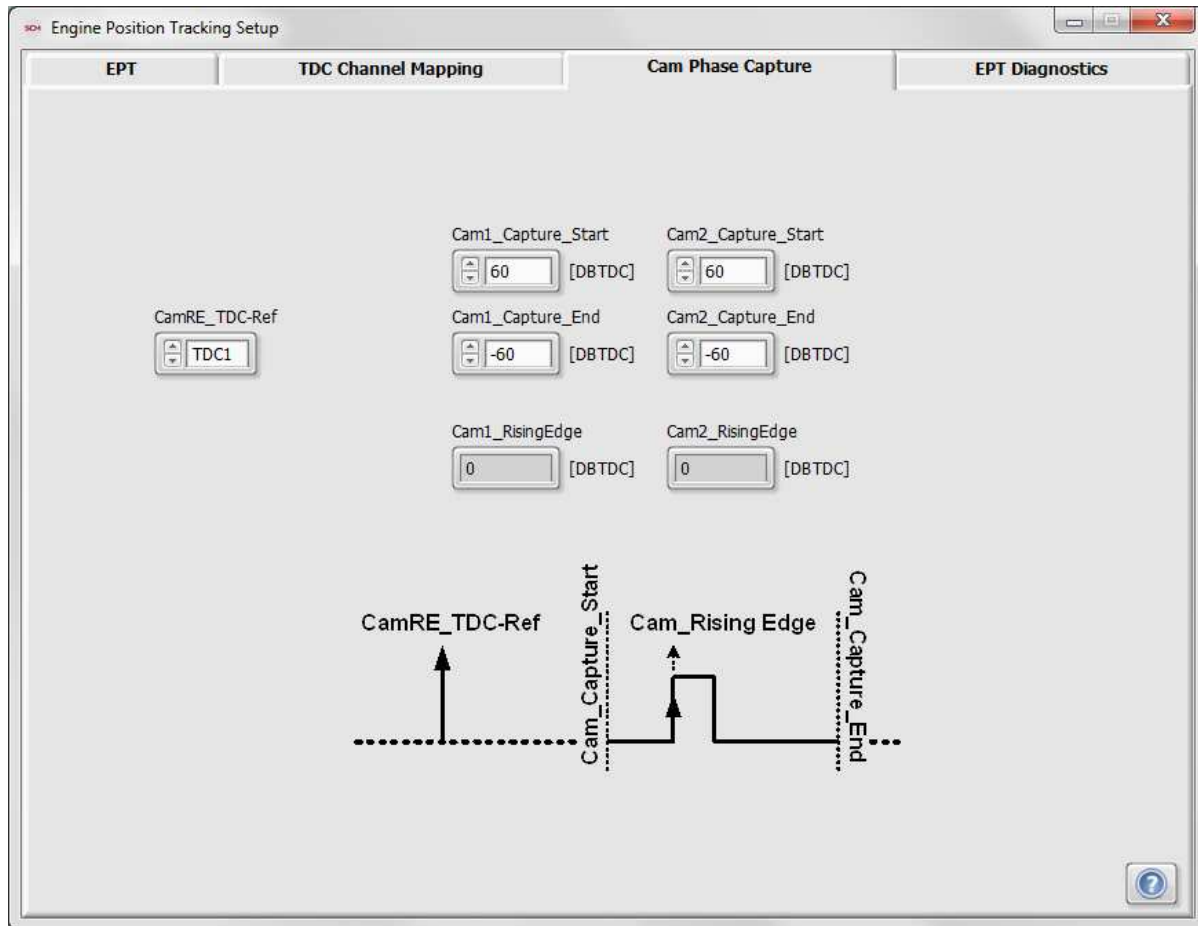 Engine Position Tracking Setup
EPT
TDC Channel Mapping
Cam Phase Capture
EPT Diagnostics
Cam1_Capture_Start
Cam2_Capture_Start
60 [DBTDC]
60 [DBTDC]
CamRE_TDC-Ref
Cam1_Capture_End
Cam2_Capture_End
TDC1
-60 [DBTDC]
-60 [DBTDC]
Cam1_RisingEdge
Cam2_RisingEdge
0 [DBTDC]
0 [DBTDC]
CamRE_TDC-Ref
Cam_Capture_Start
Cam_Rising Edge
Cam_Capture_End
?